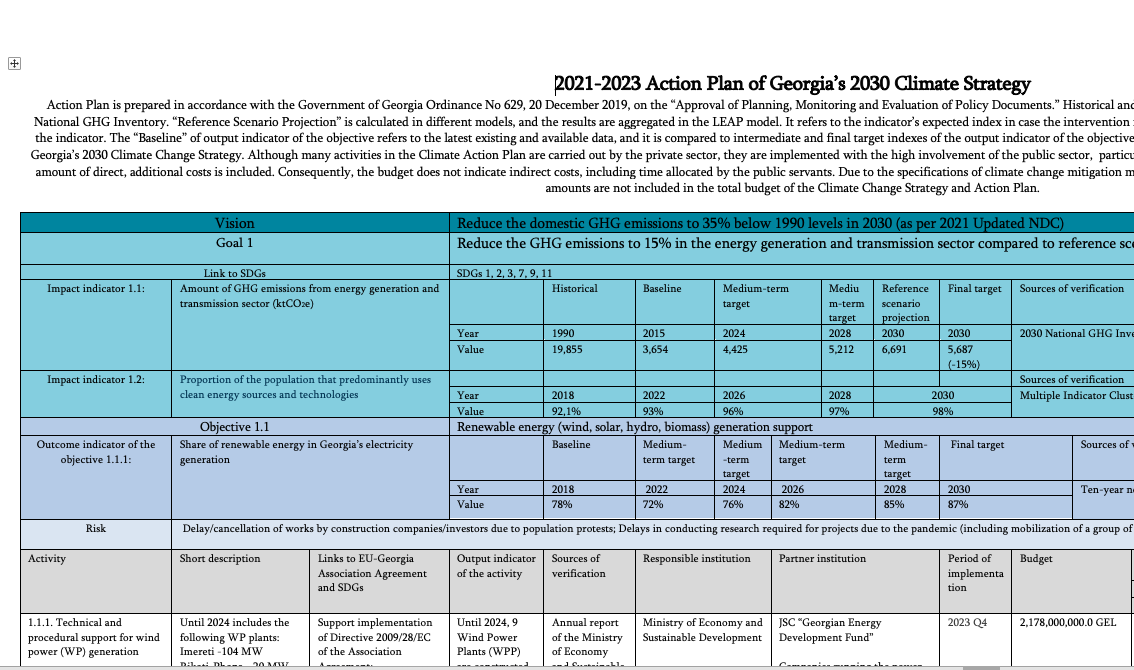 2021-2023 Action Plan of Georgia's 2030 Climate Strategy
Action Plan is prepared in accordance with the Government of Georgia Ordinance No 629, 20 December 2019, on the “Approval of Planning, Monitoring and Evaluation of Policy Documents.” Historical and
National GHG Inventory. “Reference Scenario Projection” is calculated in different models, and the results are aggregated in the LEAP model. It refers to the indicator's expected index in case the intervention
the indicator. The “Baseline” of output indicator of the objective refers to the latest existing and available data, and it is compared to intermediate and final target indexes of the output indicator of the objective
Georgia's 2030 Climate Change Strategy. Although many activities in the Climate Action Plan are carried out by the private sector, they are implemented with the high involvement of the public sector, particu
amount of direct, additional costs is included. Consequently, the budget does not indicate indirect costs, including time allocated by the public servants. Due to the specifications of climate change mitigation m
amounts are not included in the total budget of the Climate Change Strategy and Action Plan.
Vision
Reduce the domestic GHG emissions to 35% below 1990 levels in 2030 (as per 2021 Updated NDC)
Goal 1
Reduce the GHG emissions to 15% in the energy generation and transmission sector compared to reference sce
Link to SDGs
SDGs 1, 2, 3, 7, 9, 11
Impact indicator 1.1:
Amount of GHG emissions from energy generation and
transmission sector (ktCO2e)
Historical
Baseline
Medium-term
target
Mediu
m-term
target
Reference
scenario
projection
Final target
Sources of verification
Year
1990
2015
2024
2028
2030
2030
2030 National GHG Inve
Value
19,855
3,654
4,425
5,212
6,691
5,687
(-15%)
Impact indicator 1.2:
Proportion of the population that predominantly uses
clean energy sources and technologies
Sources of verification
Year
2018
2022
2026
2028
2030
Multiple Indicator Clust
Value
92,1%
93%
96%
97%
98%
Objective 1.1
Renewable energy (wind, solar, hydro, biomass) generation support
Outcome indicator of the
objective 1.1.1:
Share of renewable energy in Georgia's electricity
generation
Baseline
Medium-
term target
Medium
-term
target
Medium-term
target
Medium-
term
target
Final target
Sources of v
Year
2018
2022
2024
2026
2028
2030
Ten-year ne
Value
78%
72%
76%
82%
85%
87%
Risk
Delay/cancellation of works by construction companies/investors due to population protests; Delays in conducting research required for projects due to the pandemic (including mobilization of a group of
Activity
Short description
Links to EU-Georgia
Association Agreement
and SDGs
Output indicator
of the activity
Sources of
verification
Responsible institution
Partner institution
Period of
implementa
tion
Budget
1.1.1. Technical and
procedural support for wind
power (WP) generation
Until 2024 includes the
following WP plants:
Imereti -104 MW
Support implementation
of Directive 2009/28/EC
of the Association
Until 2024, 9
Wind Power
Plants (WPP)
Annual report
of the Ministry
of Economy
Ministry of Economy and
Sustainable Development
JSC “Georgian Energy
Development Fund”
2023 Q4
2,178,000,000.0 GEL